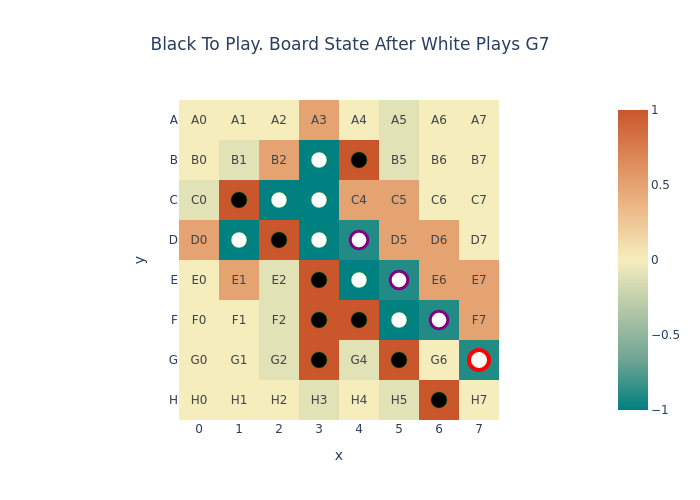 Black To Play. Board State After White Plays G7
A A0 A1 A2 A3 A4 A5 A6 A7
B B0 B1 B2 B5 B6 B7
C C0 C4 C5 C6 C7
D D0 D5 D6 D7
E E0 E1 E2 E6 E7
F F0 F1 F2 F7
G G0 G1 G2 G4 G6
H H0 H1 H2 H3 H4 H5 H7
0 1 2 3 4 5 6 7
x
y
1
0.5
0
−0.5
−1